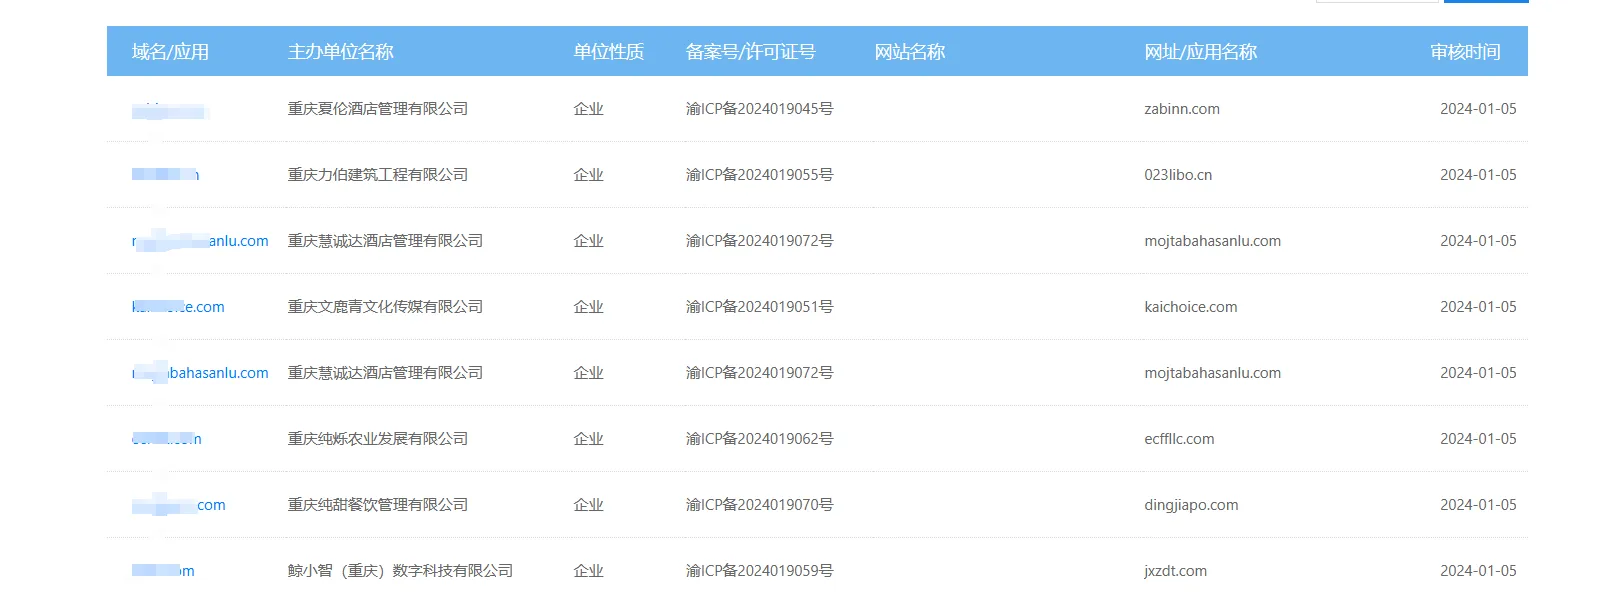 域名/应用 主办单位名称 单位性质 备案号/许可证号 网站名称 网址/应用名称 审核时间
重庆夏伦酒店管理有限公司 企业 渝ICP备2024019045号 zabinn.com 2024-01-05
重庆力伯建筑工程有限公司 企业 渝ICP备2024019055号 023libo.cn 2024-01-05
anlu.com 重庆慧诚达酒店管理有限公司 企业 渝ICP备2024019072号 mojtabahasanlu.com 2024-01-05
ce.com 重庆文鹿青文化传媒有限公司 企业 渝ICP备2024019051号 kaichoice.com 2024-01-05
bahasanlu.com 重庆慧诚达酒店管理有限公司 企业 渝ICP备2024019072号 mojtabahasanlu.com 2024-01-05
重庆纯烁农业发展有限公司 企业 渝ICP备2024019062号 ecffllc.com 2024-01-05
com 重庆纯甜餐饮管理有限公司 企业 渝ICP备2024019070号 dingjiapo.com 2024-01-05
鲸小智（重庆）数字科技有限公司 企业 渝ICP备2024019059号 jxzdt.com 2024-01-05